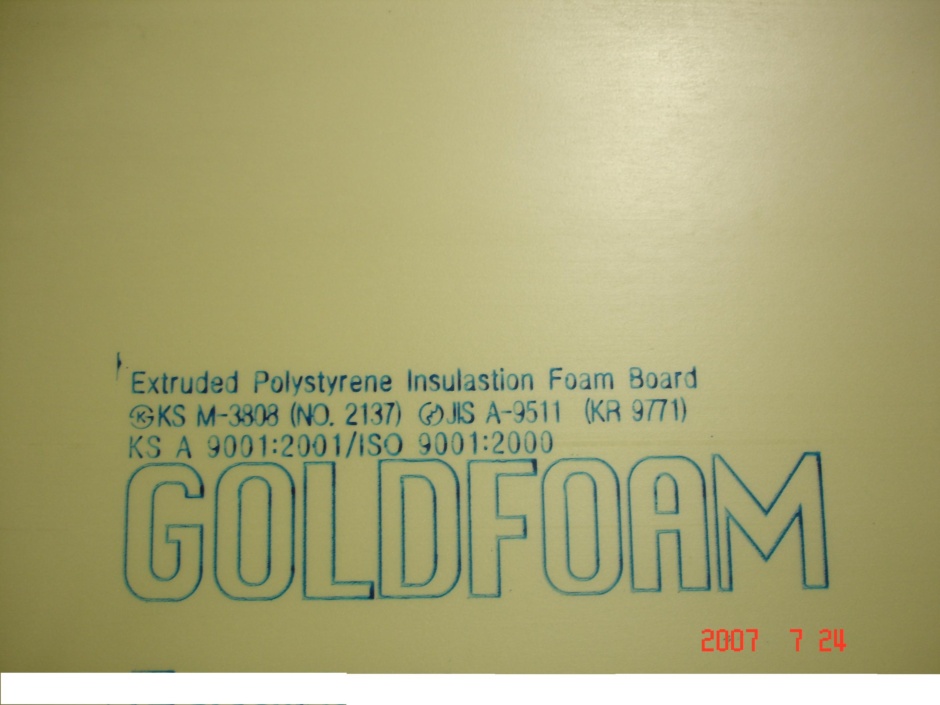 Extruded Polystyrene Insulastion Foam Board
KS M-3808 (NO. 2137) JIS A-9511 (KR 9771)
KS A 9001:2001/ISO 9001:2000
GOLDFOAM
2007 7 24